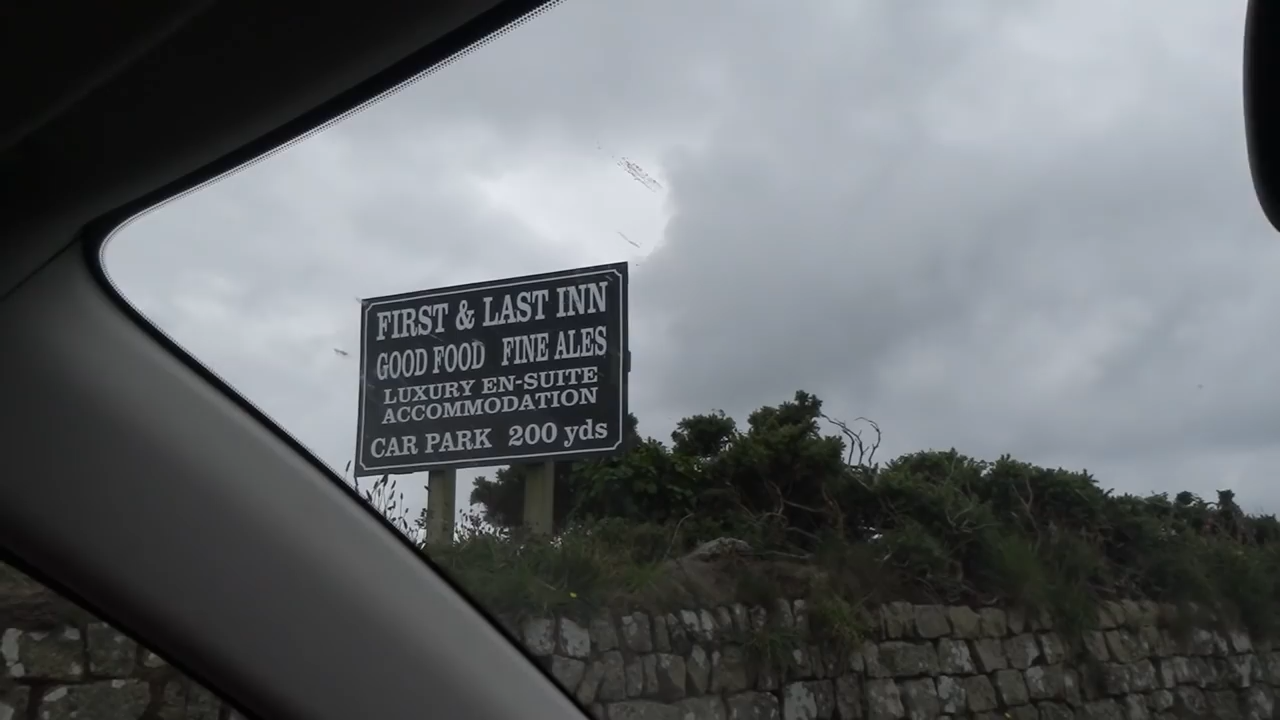 FIRST & LAST INN
GOOD FOOD FINE ALES
LUXURY EN-SUITE
ACCOMMODATION
CAR PARK 200 yds